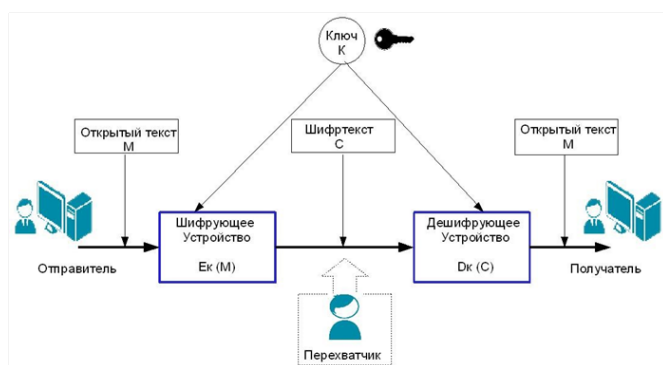 Ключ
К
Открытый текст
М
Шифртекст
С
Открытый текст
М
Шифрующее
Устройство
Ек (М)
Дешифрующее
Устройство
Dк (С)
Отправитель
Получатель
Перехватчик